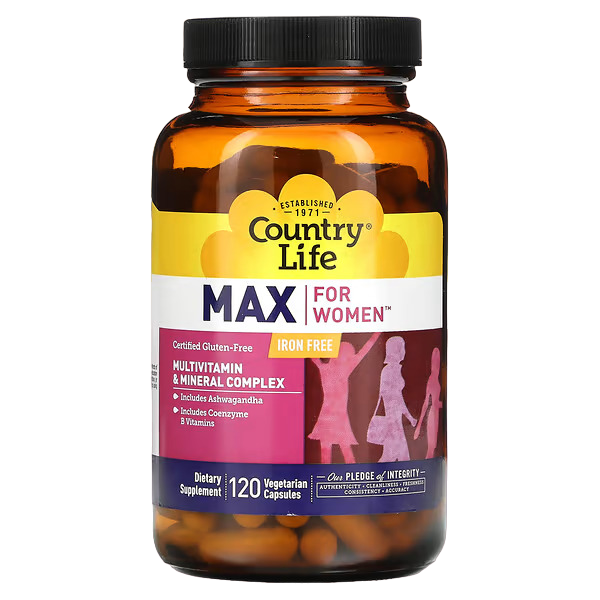 ESTABLISHED
1971
Country®
Life
MAX
FOR
WOMEN™
Certified Gluten-Free
IRON FREE
MULTIVITAMIN
& MINERAL COMPLEX
Includes Ashwagandha
Includes Coenzyme
B Vitamins
Dietary
Supplement
120 Vegetarian
Capsules
Our PLEDGE of INTEGRITY
AUTHENTICITY • CLEANLINESS • FRESHNESS
CONSISTENCY • ACCURACY